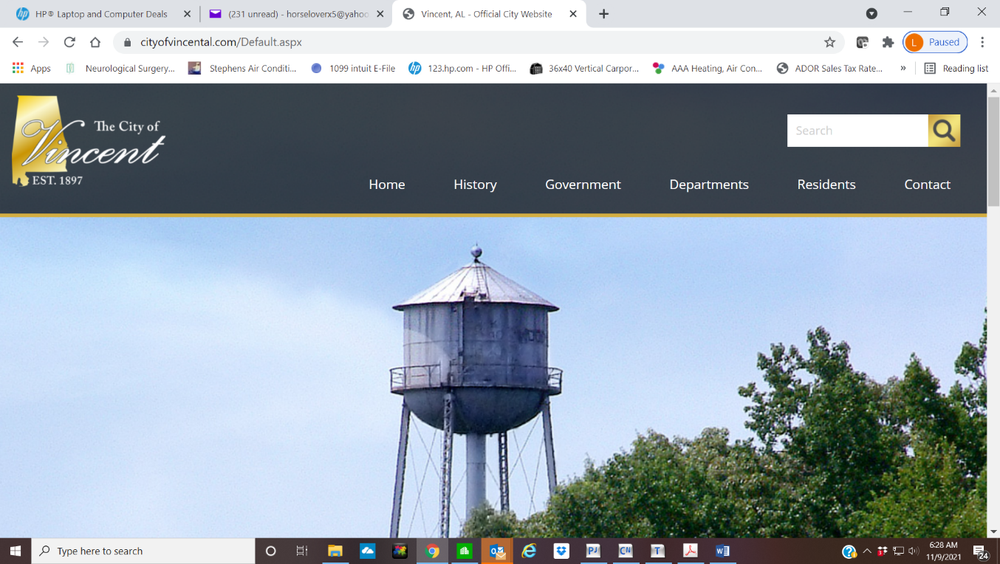 HP® Laptop and Computer Deals
(231 unread) - horseloverx5@yahoo
Vincent, AL - Official City Website
cityofvincental.com/Default.aspx
L Paused
Apps
Neurological Surgery...
Stephens Air Conditi...
1099 intuit E-File
123.hp.com - HP Offi...
36x40 Vertical Carpor...
AAA Heating, Air Con...
ADOR Sales Tax Rate...
»
Reading list
The City of
Vincent
EST. 1897
Search
Home History Government Departments Residents Contact
Type here to search
PJ CN T
6:28 AM
11/9/2021
24